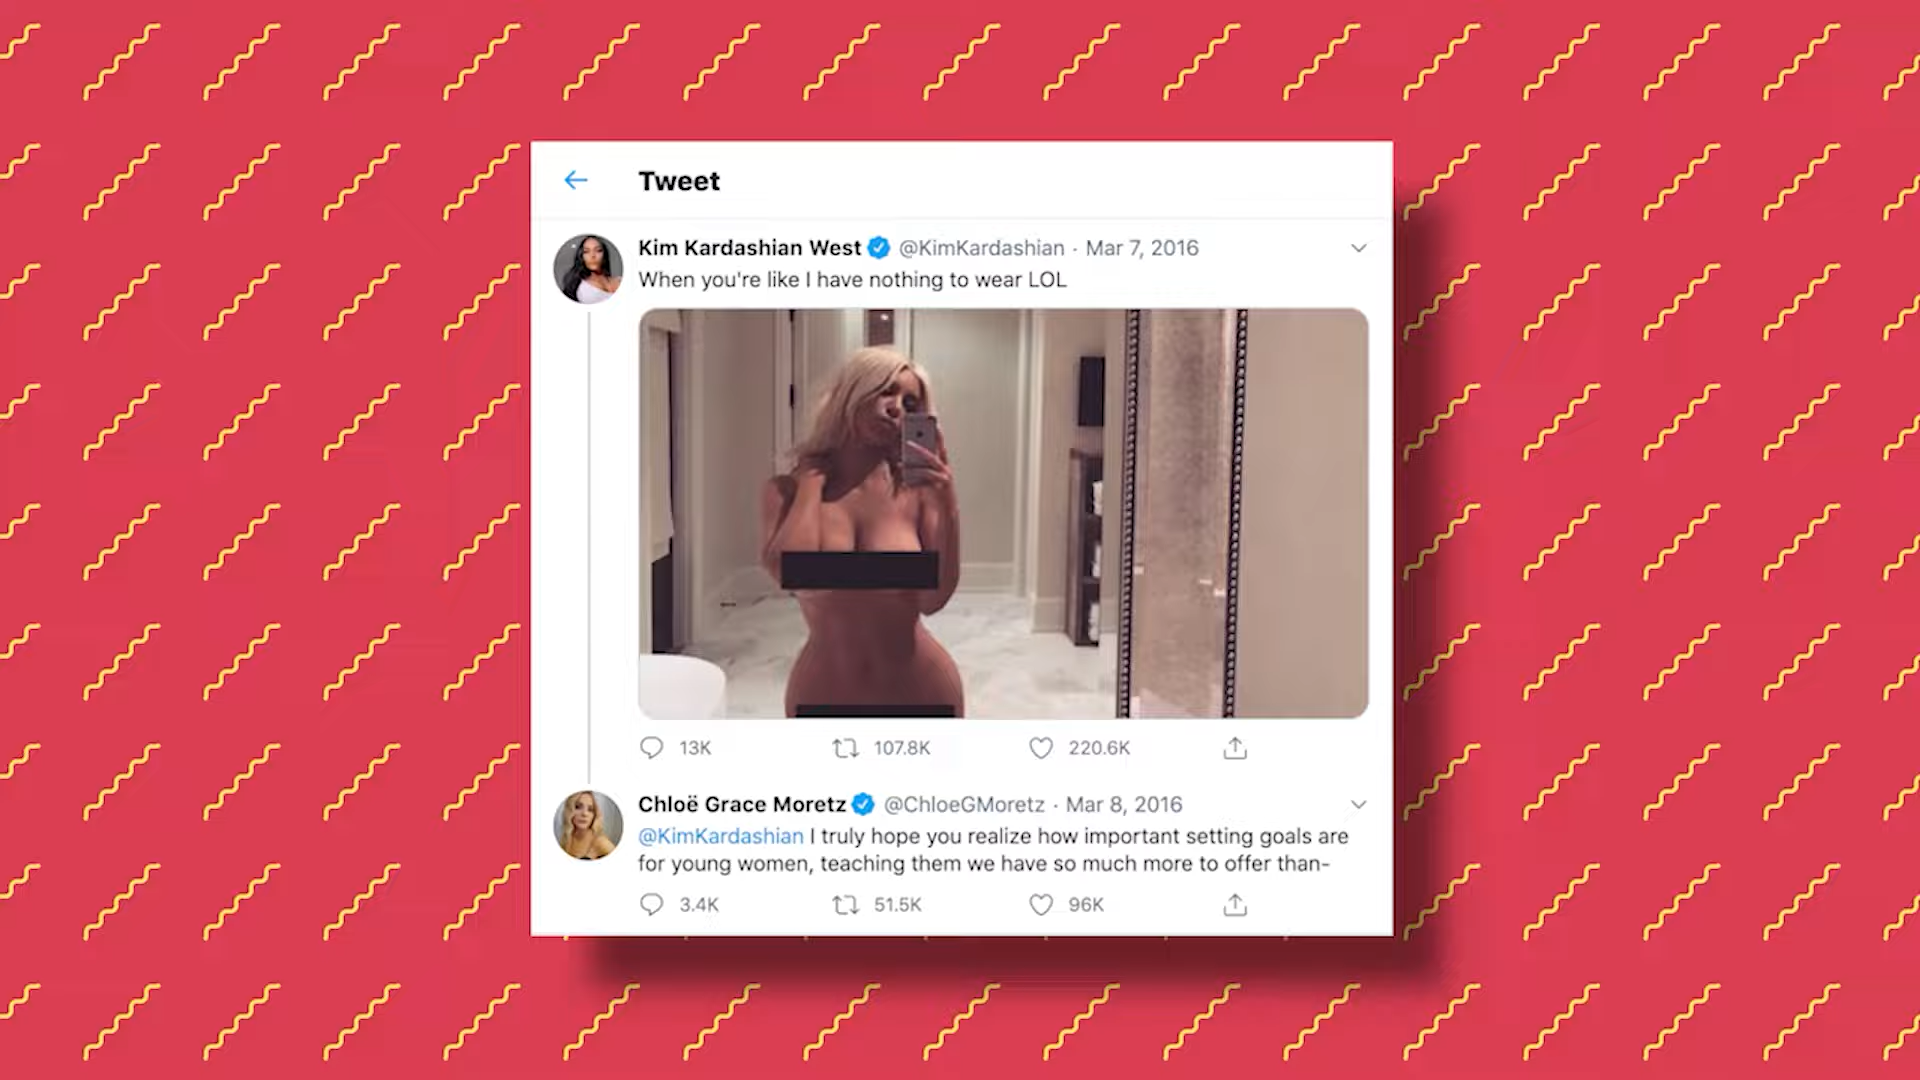 Tweet
Kim Kardashian West @KimKardashian · Mar 7, 2016
When you're like I have nothing to wear LOL
13K 107.8K 220.6K
Chloë Grace Moretz @ChloeGMoretz · Mar 8, 2016
@KimKardashian I truly hope you realize how important setting goals are
for young women, teaching them we have so much more to offer than-
3.4K 51.5K 96K